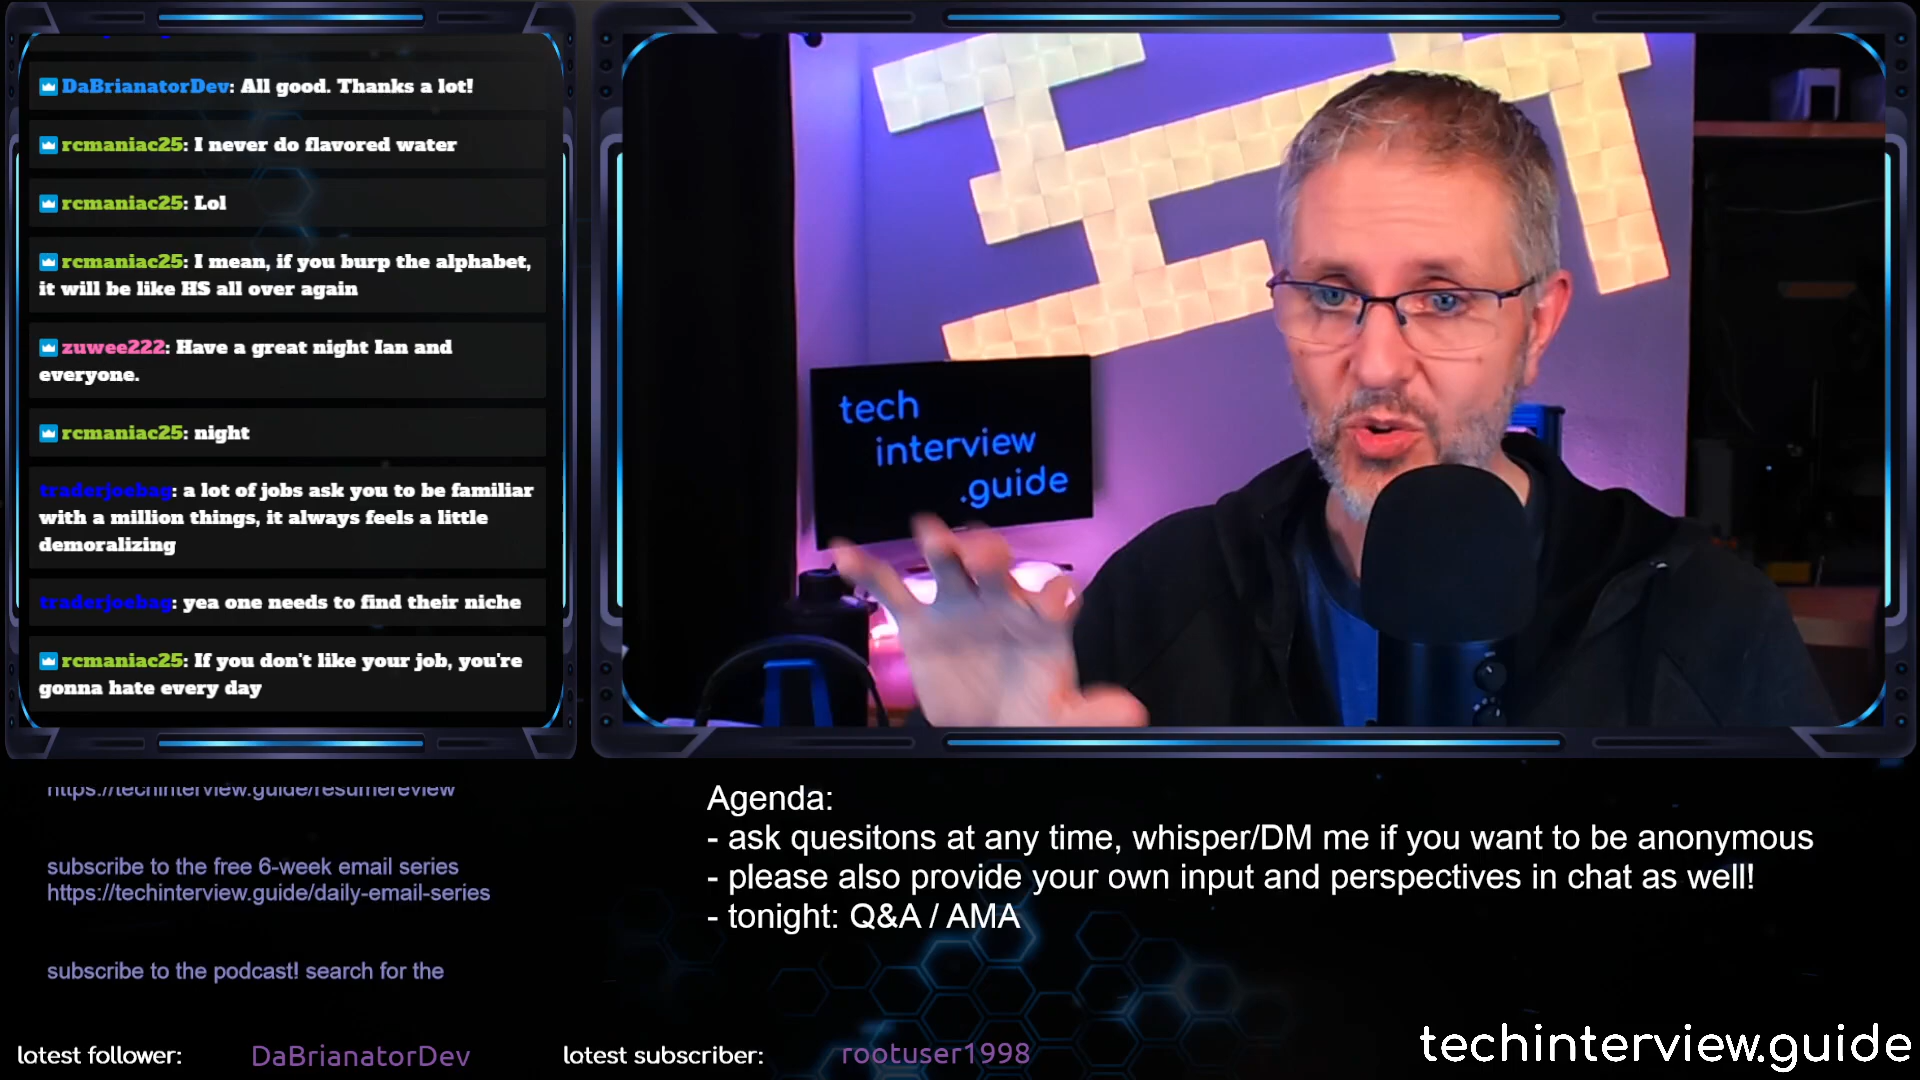 DaBrianatorDev: All good. Thanks a lot!
rcmaniac25: I never do flavored water
rcmaniac25: Lol
rcmaniac25: I mean, if you burp the alphabet,
it will be like HS all over again
zuwee222: Have a great night Ian and
everyone.
rcmaniac25: night
traderjoebag: a lot of jobs ask you to be familiar
with a million things, it always feels a little
demoralizing
traderjoebag: yea one needs to find their niche
rcmaniac25: If you don't like your job, you're
gonna hate every day
tech
interview
.guide
https://techinterview.guide/resumereview
subscribe to the free 6-week email series
https://techinterview.guide/daily-email-series
subscribe to the podcast! search for the
Agenda:
- ask quesitons at any time, whisper/DM me if you want to be anonymous
- please also provide your own input and perspectives in chat as well!
- tonight: Q&A / AMA
latest follower: DaBrianatorDev
latest subscriber: rootuser1998
techinterview.guide